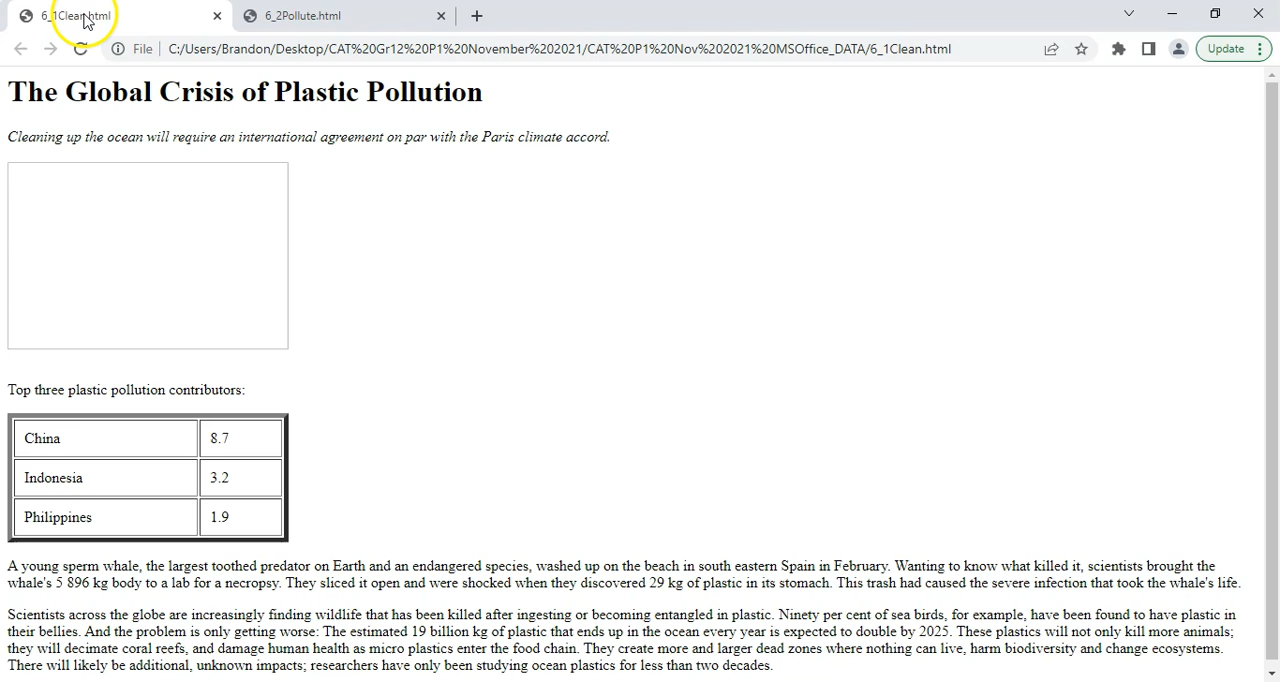 6_1Clean.html
6_2Pollute.html
File
C:/Users/Brandon/Desktop/CAT%20Gr12%20P1%20November%202021/CAT%20P1%20Nov%202021%20MSOffice_DATA/6_1Clean.html
Update
The Global Crisis of Plastic Pollution
Cleaning up the ocean will require an international agreement on par with the Paris climate accord.
Top three plastic pollution contributors:
China 8.7
Indonesia 3.2
Philippines 1.9
A young sperm whale, the largest toothed predator on Earth and an endangered species, washed up on the beach in south eastern Spain in February. Wanting to know what killed it, scientists brought the
whale's 5 896 kg body to a lab for a necropsy. They sliced it open and were shocked when they discovered 29 kg of plastic in its stomach. This trash had caused the severe infection that took the whale's life.
Scientists across the globe are increasingly finding wildlife that has been killed after ingesting or becoming entangled in plastic. Ninety per cent of sea birds, for example, have been found to have plastic in
their bellies. And the problem is only getting worse: The estimated 19 billion kg of plastic that ends up in the ocean every year is expected to double by 2025. These plastics will not only kill more animals;
they will decimate coral reefs, and damage human health as micro plastics enter the food chain. They create more and larger dead zones where nothing can live, harm biodiversity and change ecosystems.
There will likely be additional, unknown impacts; researchers have only been studying ocean plastics for less than two decades.